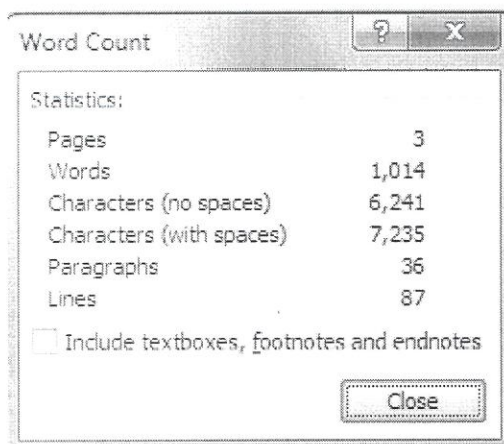 Word Count ? X
Statistics:
Pages 3
Words 1,014
Characters (no spaces) 6,241
Characters (with spaces) 7,235
Paragraphs 36
Lines 87
Include textboxes, footnotes and endnotes
Close